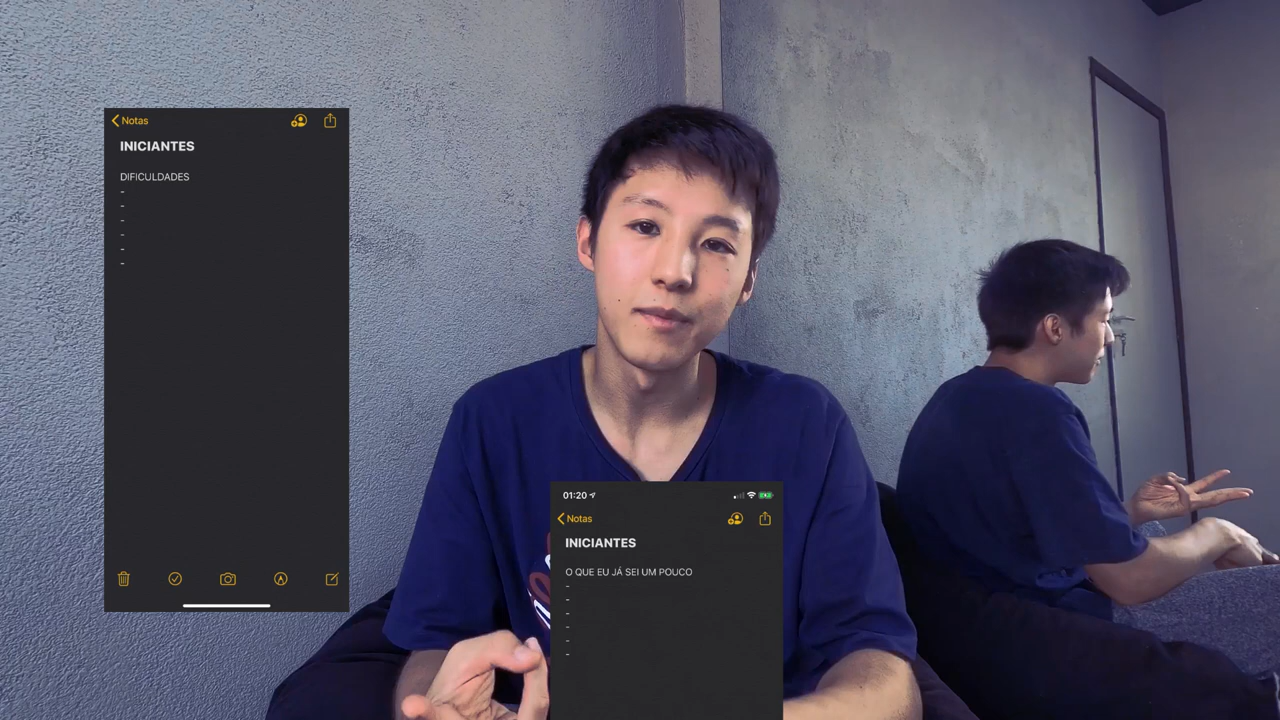 Notas
INICIANTES
DIFICULDADES
-
-
-
-
-
-
01:20
Notas
INICIANTES
O QUE EU JÁ SEI UM POUCO
-
-
-
-
-
-